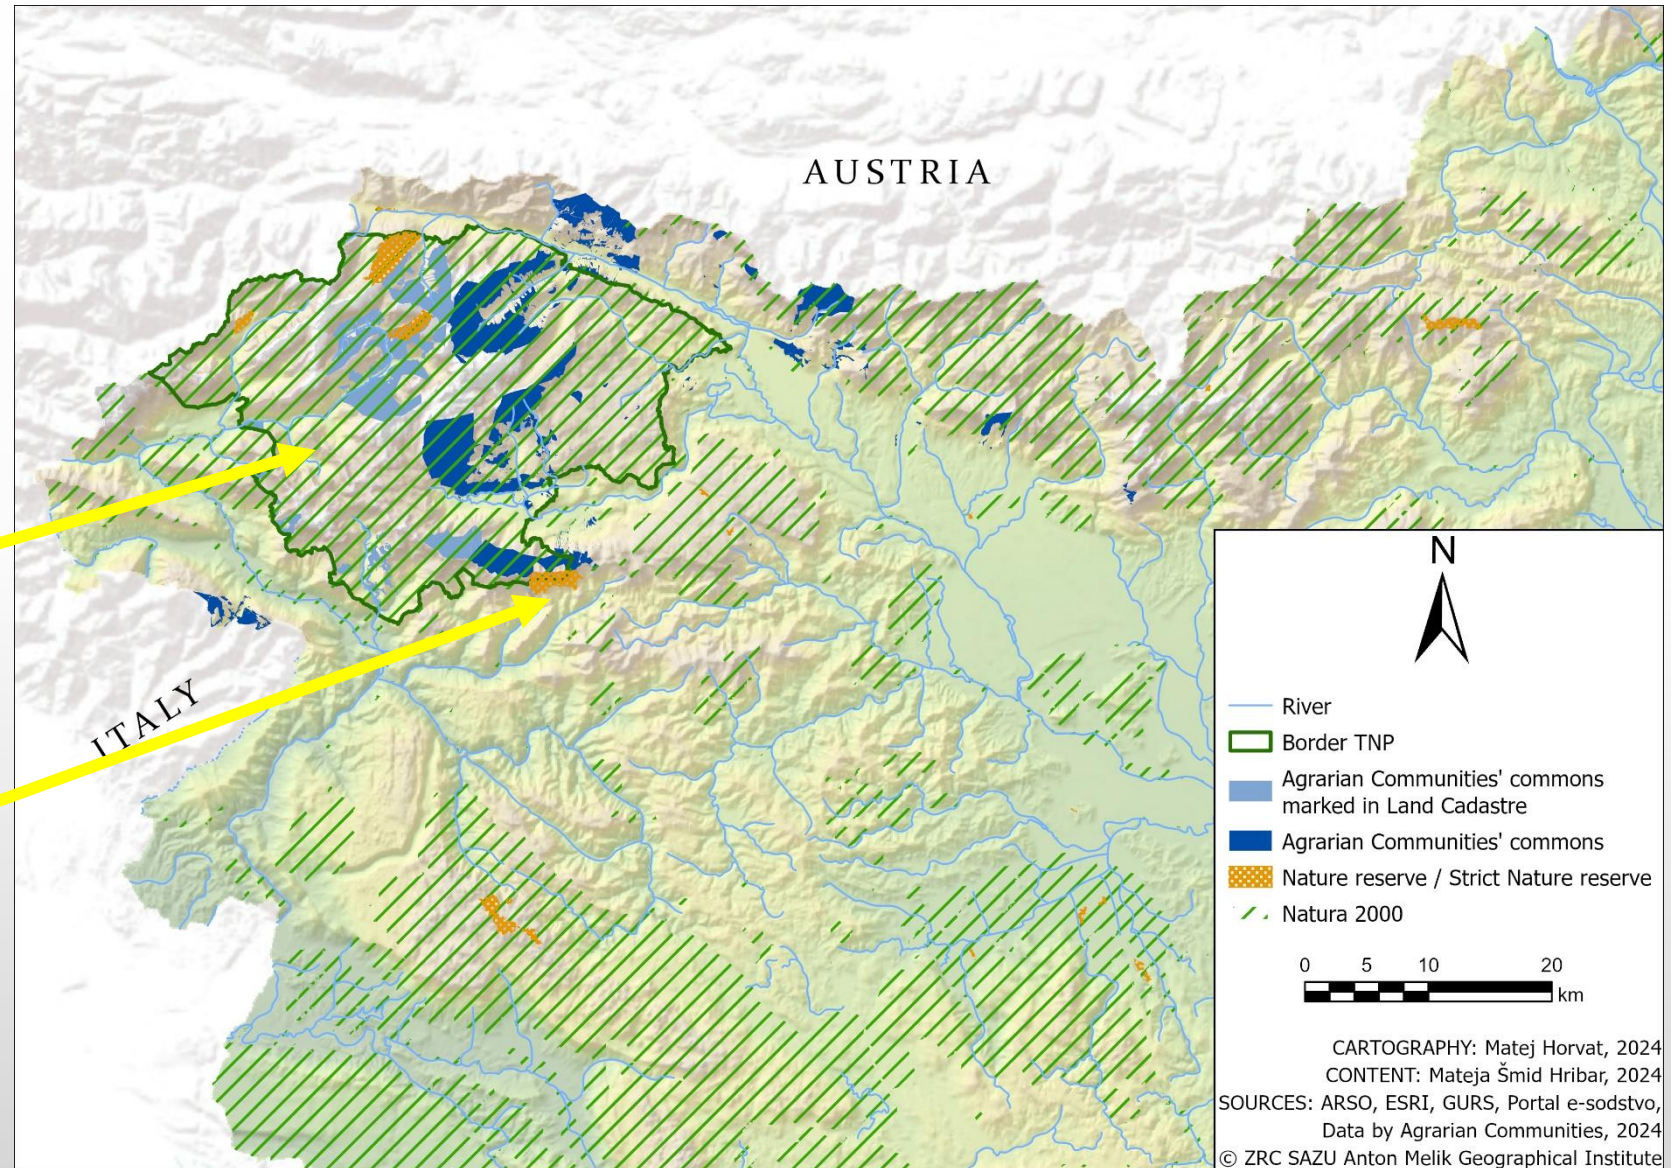 AUSTRIA
ITALY
N
River
Border TNP
Agrarian Communities' commons
marked in Land Cadastre
Agrarian Communities' commons
Nature reserve / Strict Nature reserve
Natura 2000
0 5 10 20
km
CARTOGRAPHY: Matej Horvat, 2024
CONTENT: Mateja Šmid Hribar, 2024
SOURCES: ARSO, ESRI, GURS, Portal e-sodstvo,
Data by Agrarian Communities, 2024
© ZRC SAZU Anton Melik Geographical Institute